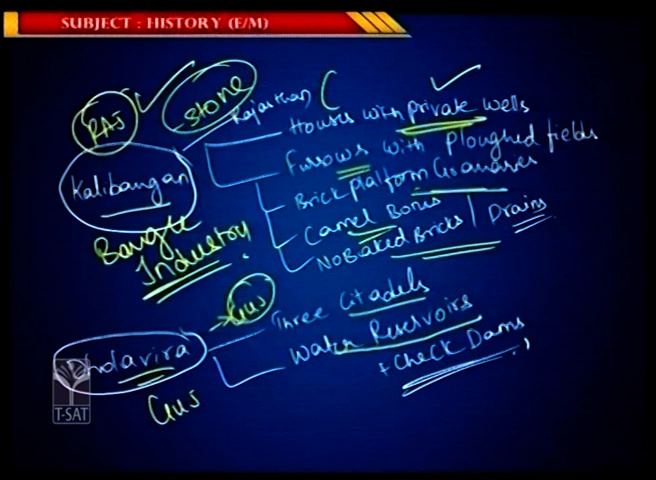 SUBJECT : HISTORY (E/M)
RAJ
Stone
Rajasthan (
Houses with private wells
Kalibangan
Furrows with Ploughed fields
Brick platform Granaries
Camel Bones
No Baked Bricks | Drains
Bangle
Industry
Guj
Three Citadels
Dholavira
Water Reservoirs
+ Check Dams
Guj
T-SAT